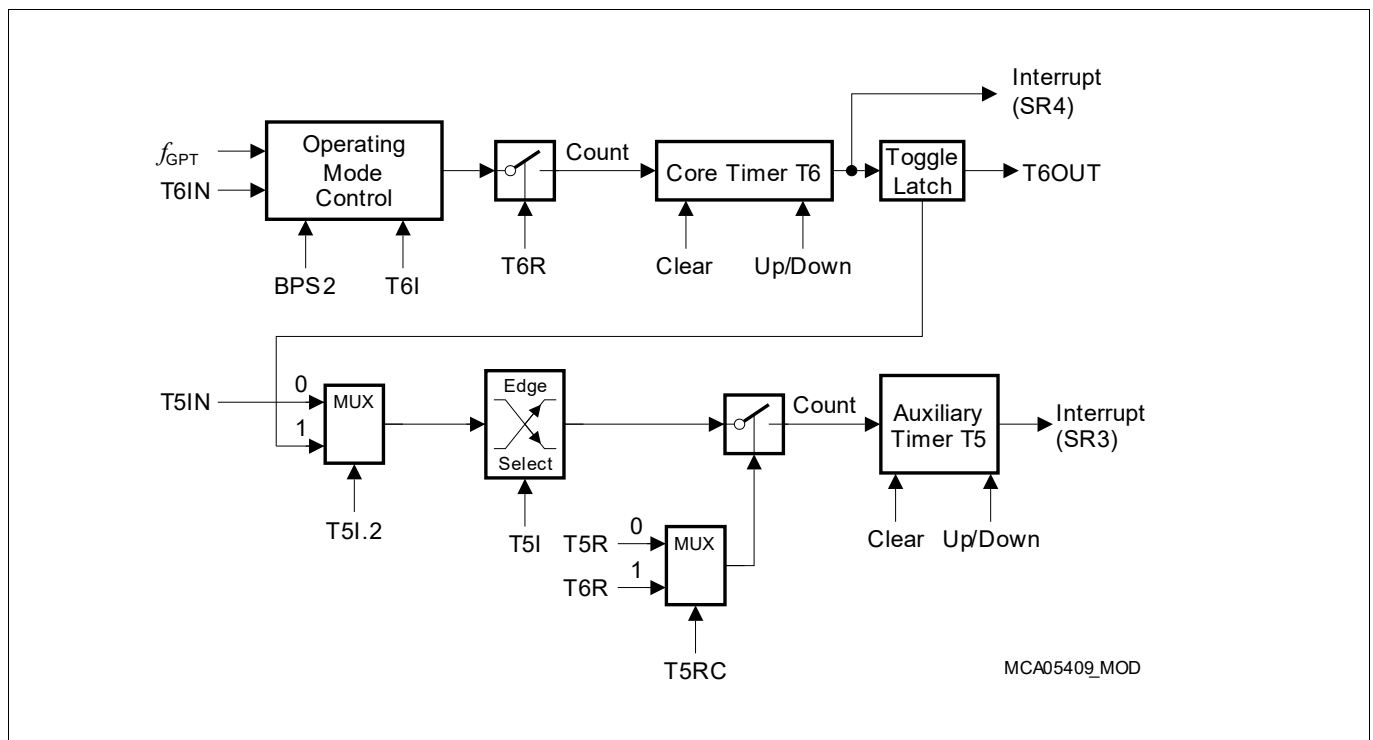 Interrupt
(SR4)
Operating
Mode
Control
fGPT
T6IN
Count
Core Timer T6
Toggle
Latch
T6OUT
BPS2
T6I
T6R
Clear
Up/Down
T5IN
0
1
MUX
Edge
Select
Count
Auxiliary
Timer T5
Interrupt
(SR3)
T5I.2
T5I
T5R
0
T6R
1
MUX
Clear
Up/Down
T5RC
MCA05409_MOD